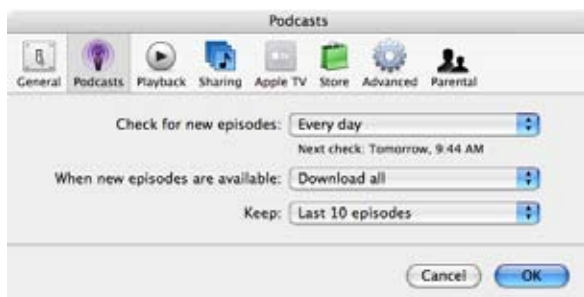 Podcasts
General Podcasts Playback Sharing Apple TV Store Advanced Parental
Check for new episodes: Every day
Next check: Tomorrow, 9:44 AM
When new episodes are available: Download all
Keep: Last 10 episodes
Cancel OK